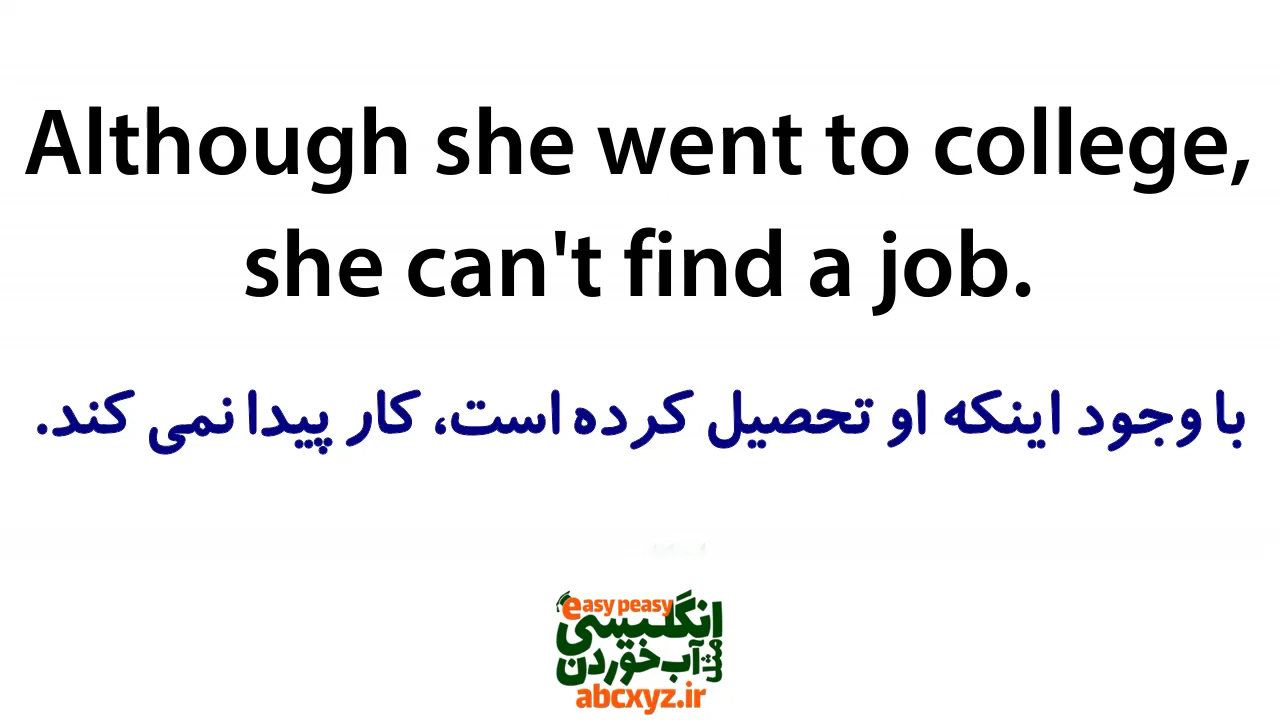 Although she went to college,
she can't find a job.
با وجود اینکه او تحصیل کرده است، کار پیدا نمی کند.
easy peasy
انگلیسی
مثل آب خوردن
abcxyz.ir